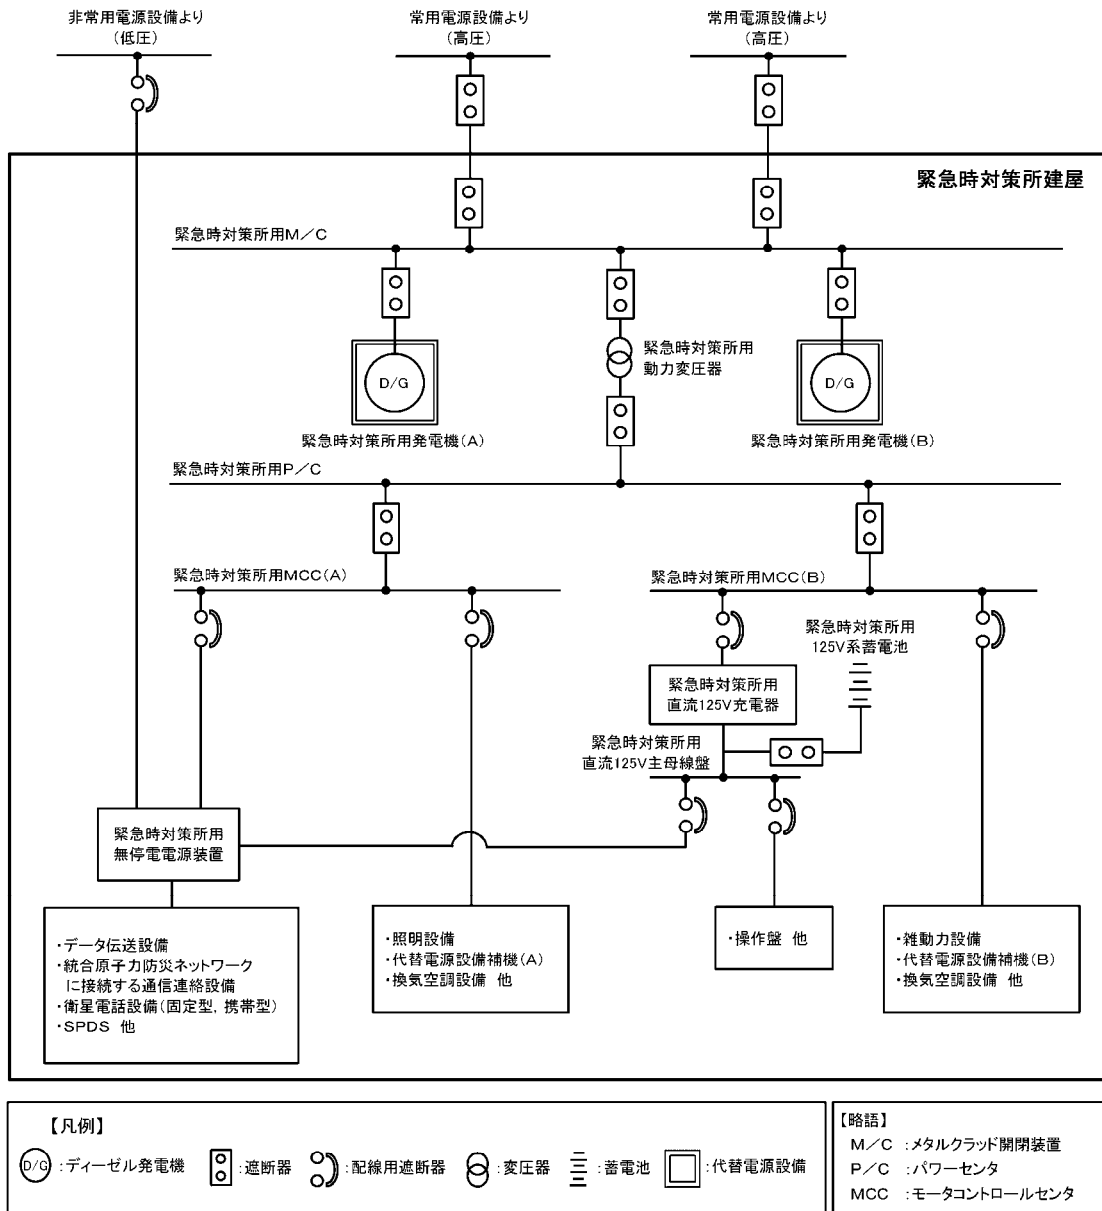 非常用電源設備より
(低圧)
常用電源設備より
(高圧)
常用電源設備より
(高圧)
緊急時対策所建屋
緊急時対策所用M/C
D/G
緊急時対策所用
動力変圧器
D/G
緊急時対策所用発電機(A)
緊急時対策所用発電機(B)
緊急時対策所用P/C
緊急時対策所用MCC(A)
緊急時対策所用MCC(B)
緊急時対策所用
125V系蓄電池
緊急時対策所用
直流125V充電器
緊急時対策所用
直流125V主母線盤
緊急時対策所用
無停電電源装置
・データ伝送設備
・統合原子力防災ネットワーク
に接続する通信連絡設備
・衛星電話設備(固定型,携帯型)
・SPDS 他
・照明設備
・代替電源設備補機(A)
・換気空調設備 他
・操作盤 他
・雑動力設備
・代替電源設備補機(B)
・換気空調設備 他
【凡例】
D/G :ディーゼル発電機 :遮断器 :配線用遮断器 :変圧器 :蓄電池 :代替電源設備
【略語】
M/C :メタルクラッド開閉装置
P/C :パワーセンタ
MCC :モータコントロールセンタ